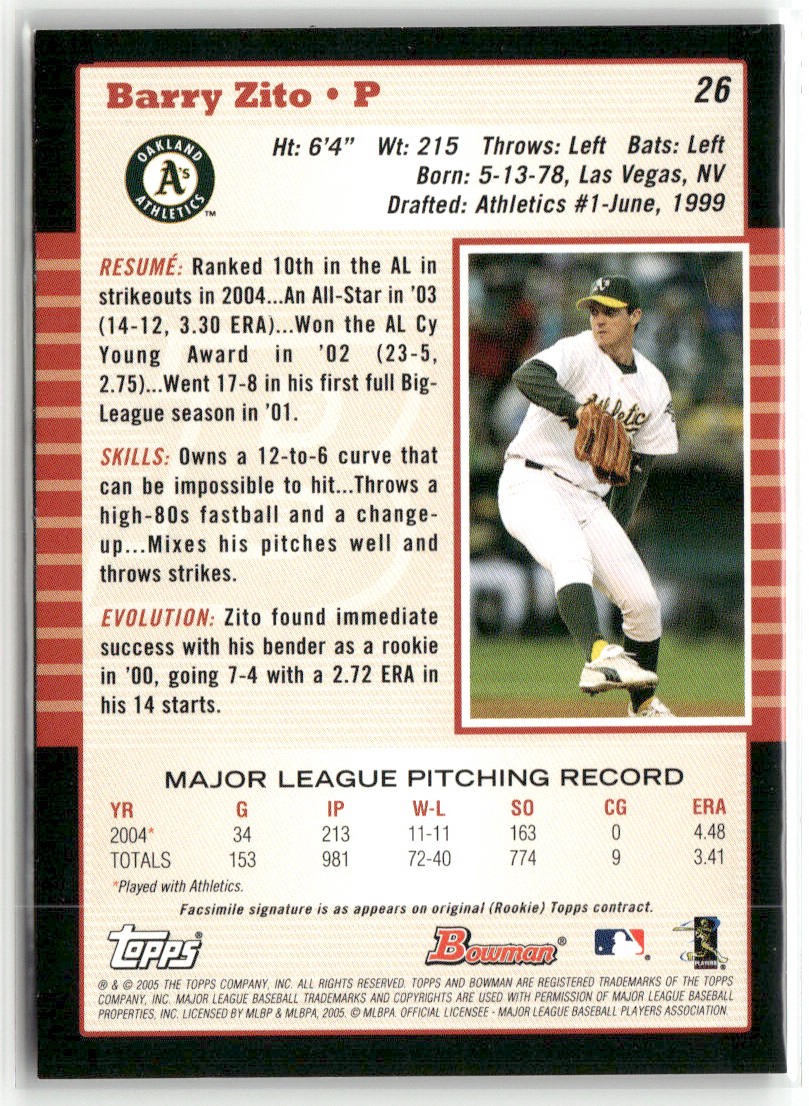 Barry Zito • P
26
OAKLAND
A's
ATHLETICS
TM
Ht: 6'4" Wt: 215 Throws: Left Bats: Left
Born: 5-13-78, Las Vegas, NV
Drafted: Athletics #1-June, 1999
RESUMÉ: Ranked 10th in the AL in
strikeouts in 2004...An All-Star in '03
(14-12, 3.30 ERA)...Won the AL Cy
Young Award in '02 (23-5,
2.75)...Went 17-8 in his first full Big-
League season in '01.
SKILLS: Owns a 12-to-6 curve that
can be impossible to hit...Throws a
high-80s fastball and a change-
up...Mixes his pitches well and
throws strikes.
EVOLUTION: Zito found immediate
success with his bender as a rookie
in '00, going 7-4 with a 2.72 ERA in
his 14 starts.
A's
Athletics
MAJOR LEAGUE PITCHING RECORD
YR G IP W-L SO CG ERA
2004* 34 213 11-11 163 0 4.48
TOTALS 153 981 72-40 774 9 3.41
*Played with Athletics.
Facsimile signature is as appears on original (Rookie) Topps contract.
Topps®
Bowman®
®
PLAYERS
® & © 2005 THE TOPPS COMPANY, INC. ALL RIGHTS RESERVED. TOPPS AND BOWMAN ARE REGISTERED TRADEMARKS OF THE TOPPS
COMPANY, INC. MAJOR LEAGUE BASEBALL TRADEMARKS AND COPYRIGHTS ARE USED WITH PERMISSION OF MAJOR LEAGUE BASEBALL
PROPERTIES, INC. LICENSED BY MLBP & MLBPA, 2005. © MLBPA. OFFICIAL LICENSEE - MAJOR LEAGUE BASEBALL PLAYERS ASSOCIATION.